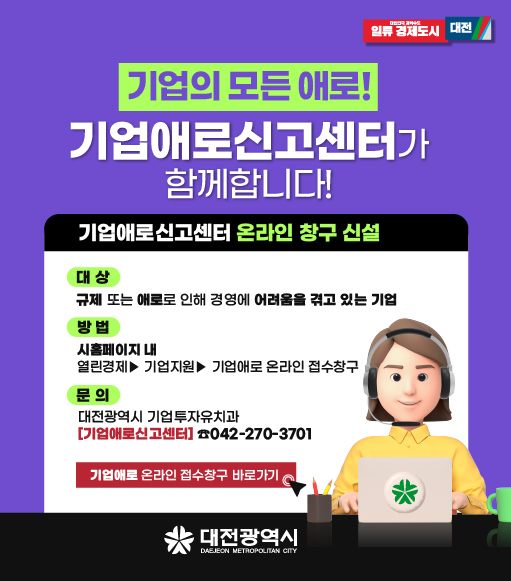 대한민국 과학수도
일류 경제도시 대전
기업의 모든 애로!
기업애로신고센터가
함께합니다!
기업애로신고센터 온라인 창구 신설
대 상
규제 또는 애로로 인해 경영에 어려움을 겪고 있는 기업
방 법
시홈페이지 내
열린경제▶ 기업지원▶ 기업애로 온라인 접수창구
문 의
대전광역시 기업투자유치과
[기업애로신고센터] ☎042-270-3701
기업애로 온라인 접수창구 바로가기
대전광역시
DAEJEON METROPOLITAN CITY